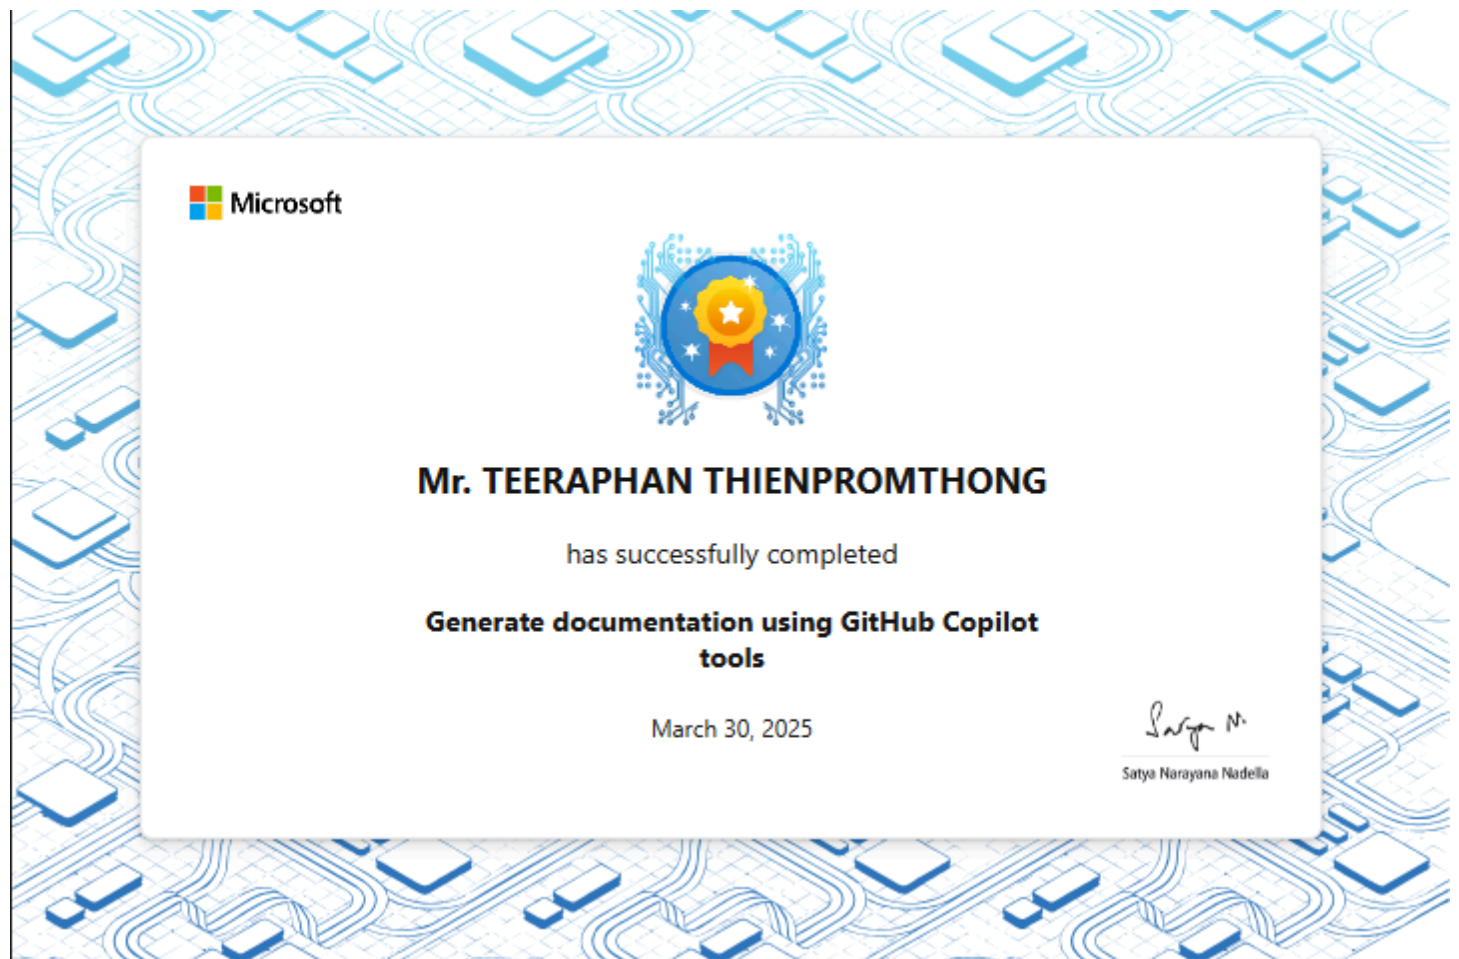 Microsoft
Mr. TEERAPHAN THIENPROMTHONG
has successfully completed
Generate documentation using GitHub Copilot
tools
March 30, 2025
Satya N.
Satya Narayana Nadella